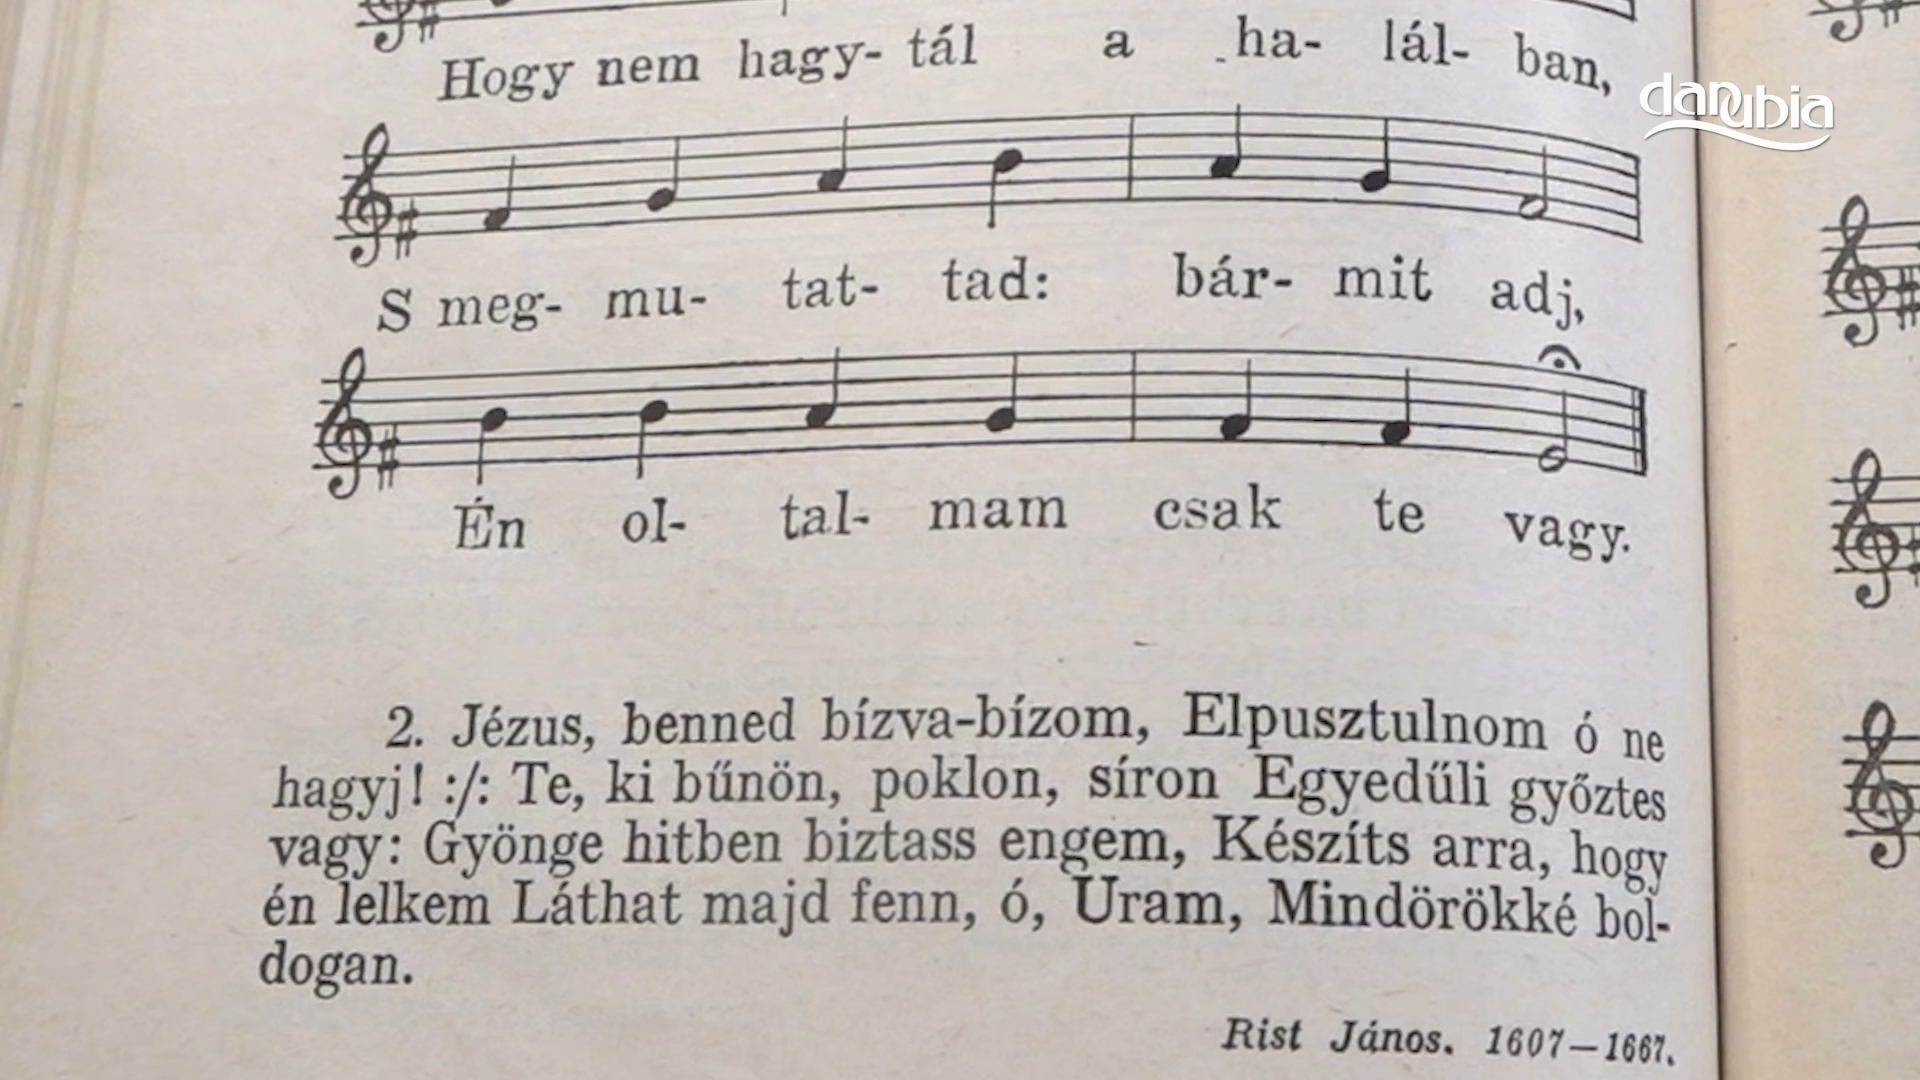 Hogy nem hagy- tál a ha- lál- ban,
danubia
S meg- mu- tat- tad: bár- mit adj,
Én ol- tal- mam csak te vagy.
2. Jézus, benned bízva-bízom, Elpusztulnom ó ne
hagyj! :/: Te, ki bűnön, poklon, síron Egyedűli győztes
vagy: Gyönge hitben biztass engem, Készíts arra, hogy
én lelkem Láthat majd fenn, ó, Uram, Mindörökké bol-
dogan.
Rist János. 1607—1667.